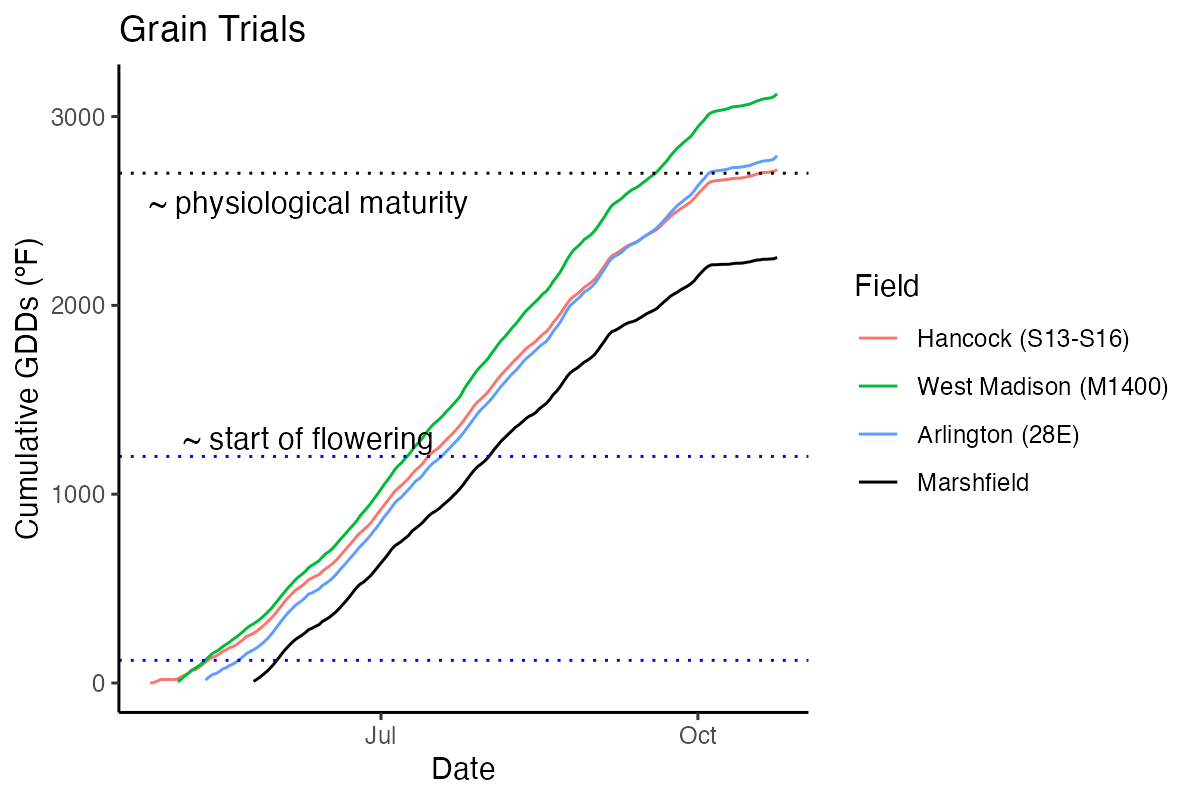 Grain Trials
3000
~ physiological maturity
2000
~ start of flowering
1000
0
Cumulative GDDs (°F)
Jul
Oct
Date
Field
Hancock (S13-S16)
West Madison (M1400)
Arlington (28E)
Marshfield